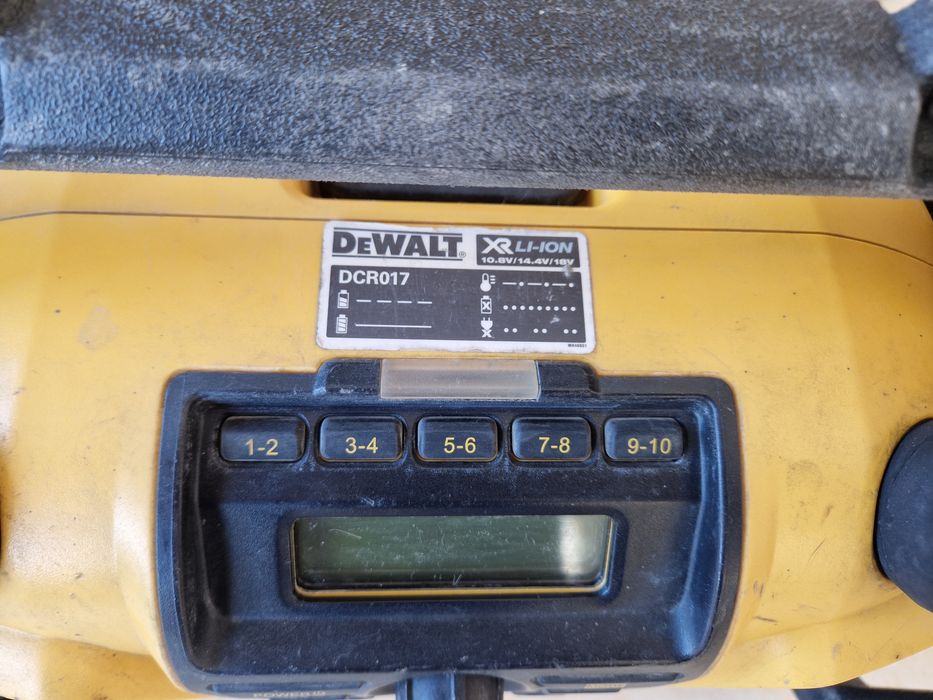 DEWALT®
XR LI-ION
10.8V/14.4V/18V
DCR017
1-2 3-4 5-6 7-8 9-10
POWER